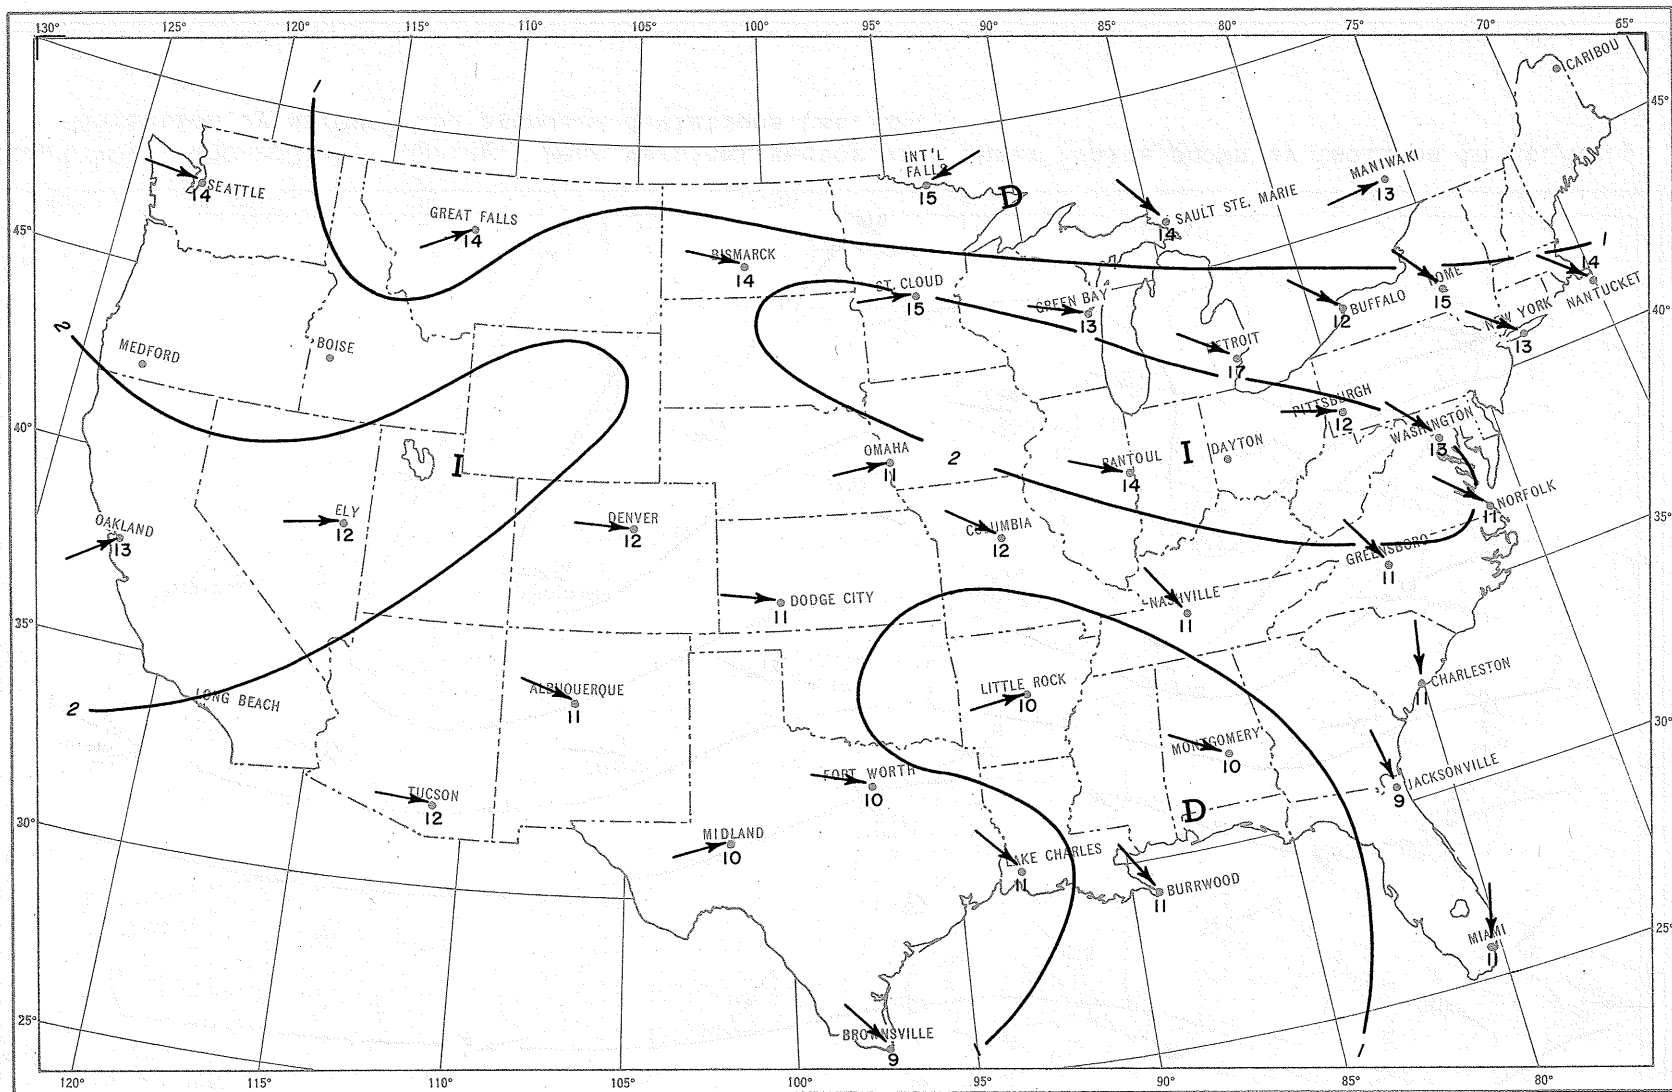 130° 125° 120° 115° 110° 105° 100° 95° 90° 85° 80° 75° 70° 65°
CARIBOU
45°
INT'L
FALLS
15
D
MANIWAKI
13
14 SEATTLE
SAULT STE. MARIE
14
45°
GREAT FALLS
14
1
1
BISMARCK
14
ROME
15
14
NANTUCKET
ST. CLOUD
15
GREEN BAY
13
BUFFALO
12
NEW YORK
13
40°
2
MEDFORD
BOISE
DETROIT
17
PITTSBURGH
12
WASHINGTON
13
40°
I
OMAHA
11
2
RANTOUL
14
I
DAYTON
NORFOLK
11
35°
OAKLAND
13
ELY
12
DENVER
12
COLUMBIA
12
GREENSBORO
11
DODGE CITY
11
NASHVILLE
11
35°
2
LONG BEACH
ALBUQUERQUE
11
LITTLE ROCK
10
CHARLESTON
11
30°
MONTGOMERY
10
FORT WORTH
10
JACKSONVILLE
9
TUCSON
12
D
30°
MIDLAND
10
LAKE CHARLES
11
BURRWOOD
11
MIAMI
11
25°
25°
BROWNSVILLE
9
1
1
120° 115° 110° 105° 100° 95° 90° 85° 80°